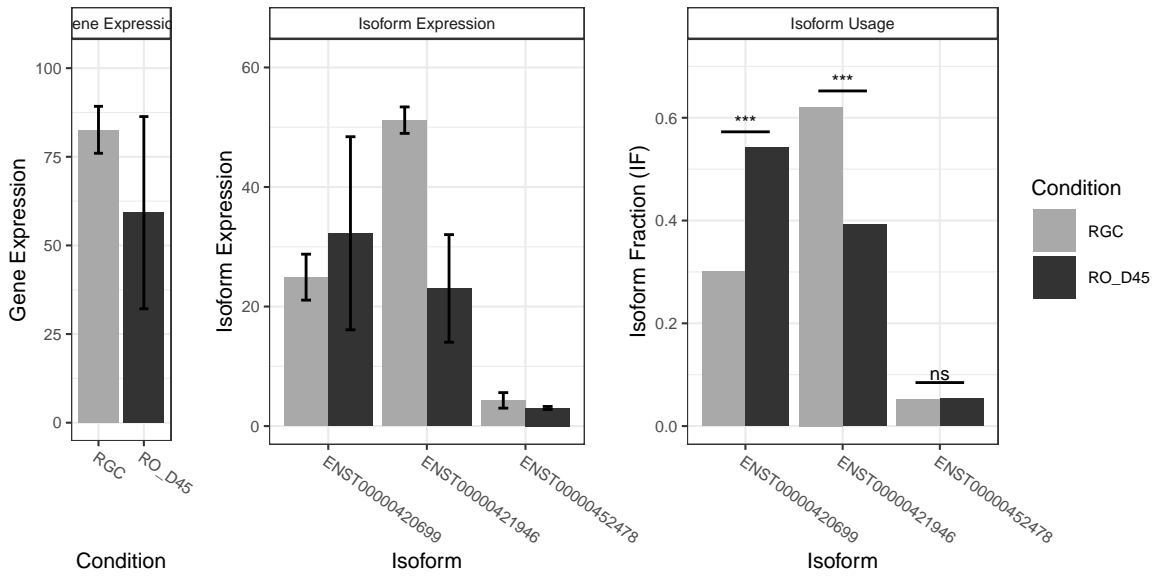 ene Expressio
Isoform Expression
Isoform Usage
Gene Expression
100
75
50
25
0
RGC
RO_D45
Condition
Isoform Expression
60
40
20
0
ENST00000420699
ENST00000421946
ENST00000452478
Isoform
Isoform Fraction (IF)
0.6
0.4
0.2
0.0
***
***
ns
ENST00000420699
ENST00000421946
ENST00000452478
Isoform
Condition
RGC
RO_D45